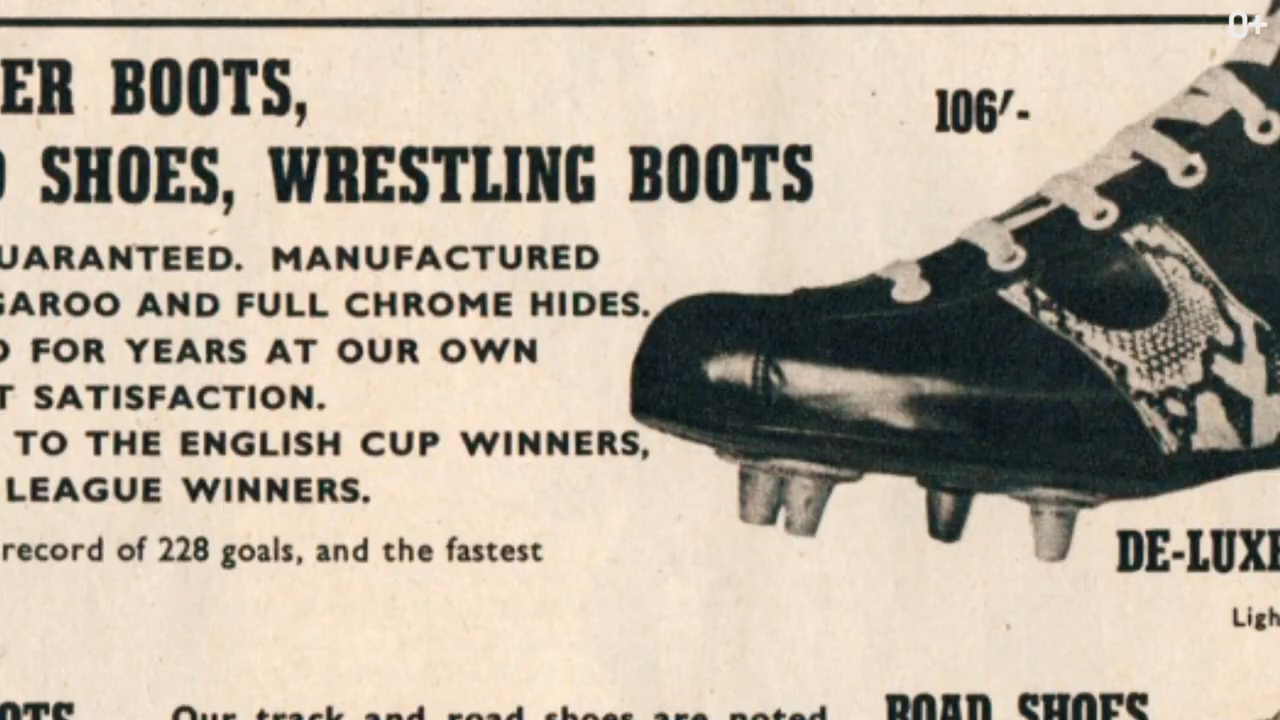 0+
ER BOOTS,
106/-
SHOES, WRESTLING BOOTS
UARANTEED. MANUFACTURED
GAROO AND FULL CHROME HIDES.
FOR YEARS AT OUR OWN
T SATISFACTION.
TO THE ENGLISH CUP WINNERS,
LEAGUE WINNERS.
record of 228 goals, and the fastest
DE-LUXE
Ligh
OTS
Our track and road shoes are noted
ROAD SHOES